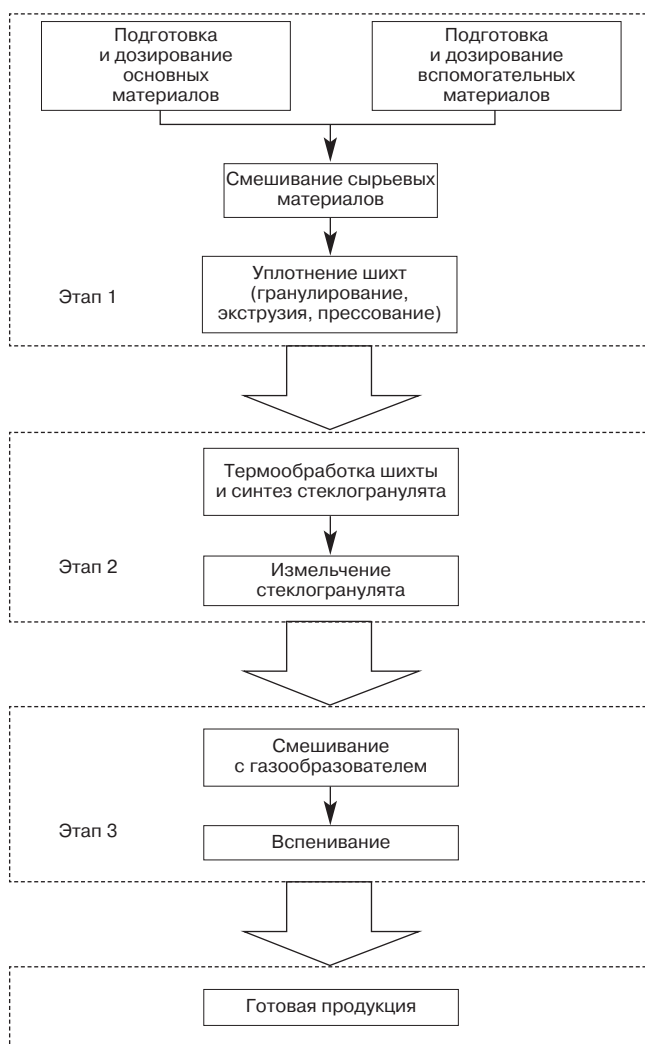 Подготовка
и дозирование
основных
материалов
Подготовка
и дозирование
вспомогательных
материалов
Смешивание сырьевых
материалов
Уплотнение шихт
(гранулирование,
экструзия, прессование)
Этап 1
Термообработка шихты
и синтез стеклогранулята
Этап 2
Измельчение
стеклогранулята
Смешивание
с газообразователем
Этап 3
Вспенивание
Готовая продукция